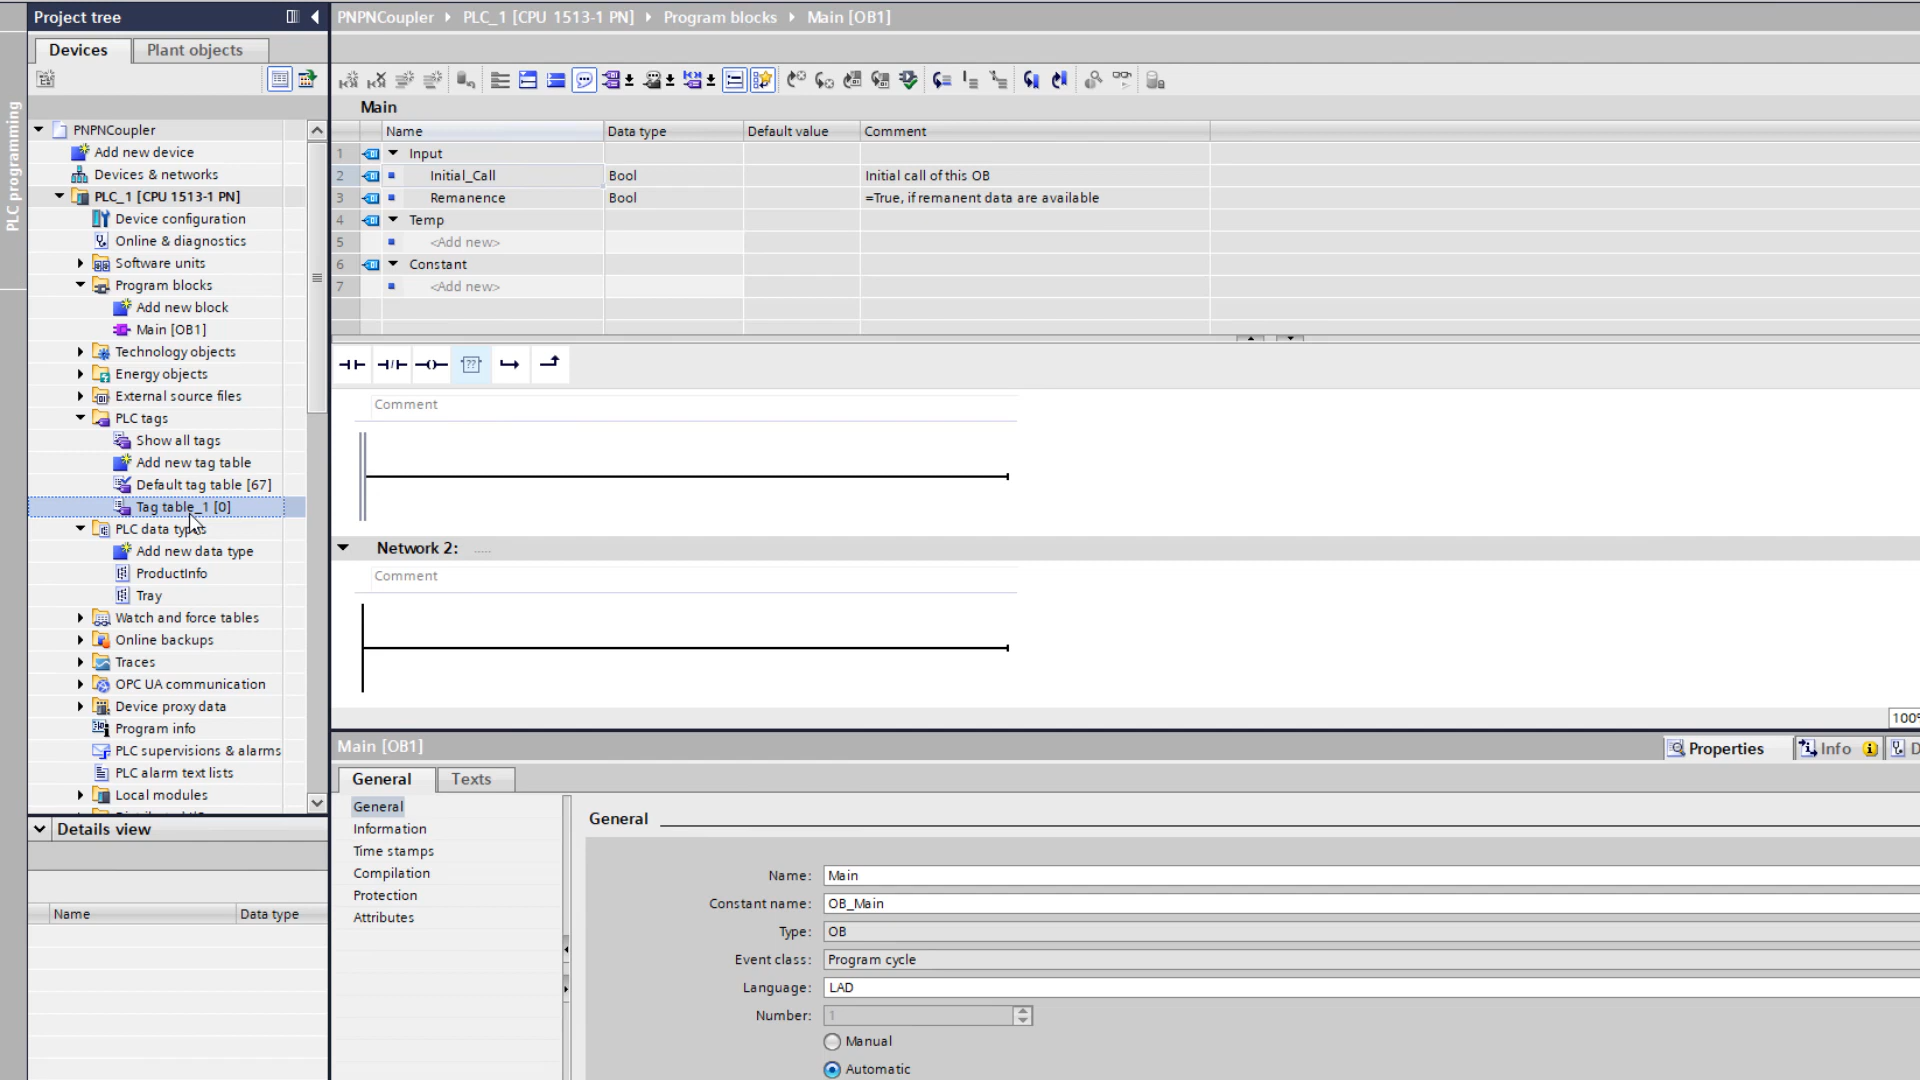 Project tree
PNPNCoupler PLC_1 [CPU 1513-1 PN] Program blocks Main [OB1]
Devices
Plant objects
PLC programming
PNPNCoupler
Add new device
Devices & networks
PLC_1 [CPU 1513-1 PN]
Device configuration
Online & diagnostics
Software units
Program blocks
Add new block
Main [OB1]
Technology objects
Energy objects
External source files
PLC tags
Show all tags
Add new tag table
Default tag table [67]
Tag table_1 [0]
PLC data types
Add new data type
ProductInfo
Tray
Watch and force tables
Online backups
Traces
OPC UA communication
Device proxy data
Program info
PLC supervisions & alarms
PLC alarm text lists
Local modules
Details view
Name Data type
Main
Name Data type Default value Comment
1 Input
2 Initial_Call Bool Initial call of this OB
3 Remanence Bool =True, if remanent data are available
4 Temp
5 <Add new>
6 Constant
7 <Add new>
??
Comment
Network 2: .....
Comment
100%
Main [OB1]
Properties
Info
General
Texts
General
Information
Time stamps
Compilation
Protection
Attributes
General
Name: Main
Constant name: OB_Main
Type: OB
Event class: Program cycle
Language: LAD
Number: 1
Manual
Automatic